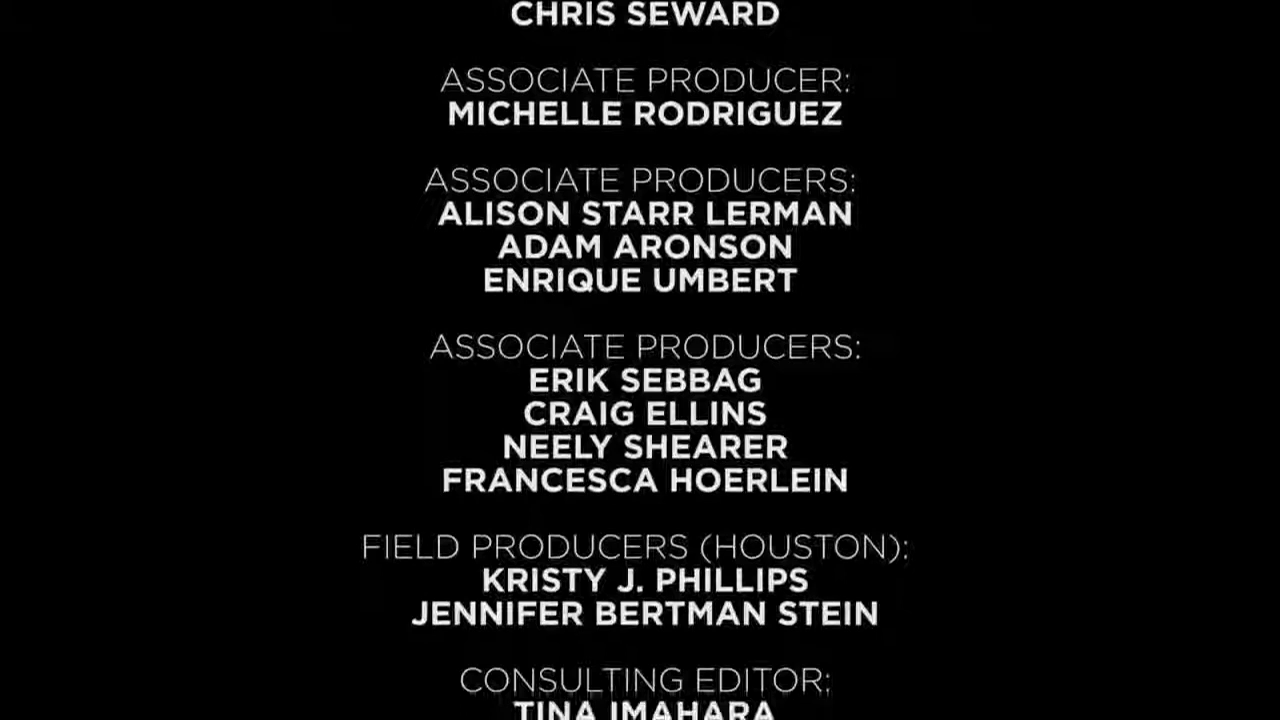 CHRIS SEWARD
ASSOCIATE PRODUCER:
MICHELLE RODRIGUEZ
ASSOCIATE PRODUCERS:
ALISON STARR LERMAN
ADAM ARONSON
ENRIQUE UMBERT
ASSOCIATE PRODUCERS:
ERIK SEBBAG
CRAIG ELLINS
NEELY SHEARER
FRANCESCA HOERLEIN
FIELD PRODUCERS (HOUSTON):
KRISTY J. PHILLIPS
JENNIFER BERTMAN STEIN
CONSULTING EDITOR:
TINA IMAHARA